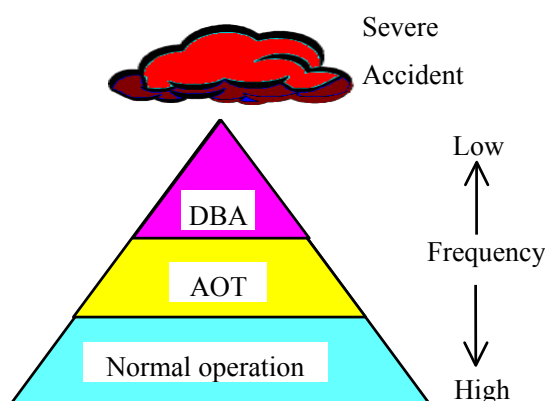 Severe
Accident
Low
DBA
Frequency
AOT
Normal operation
High